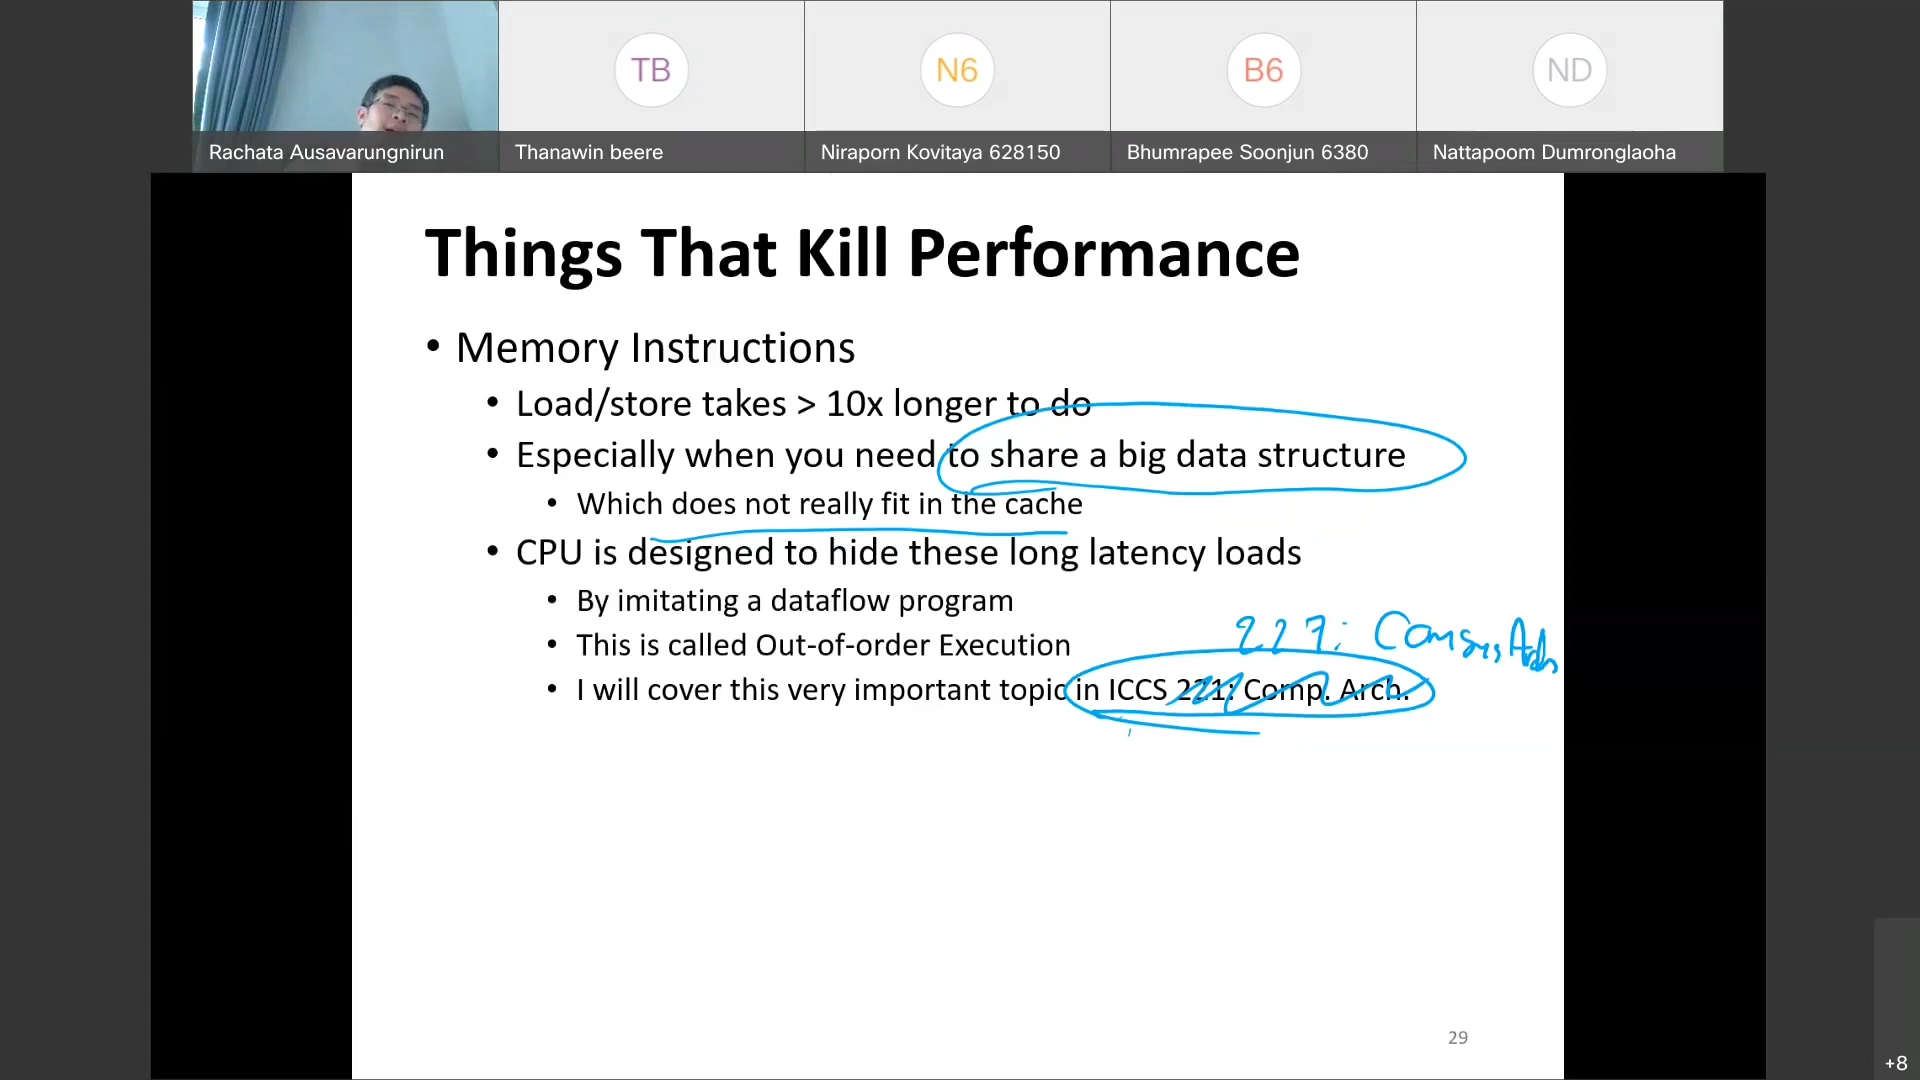 TB
N6
B6
ND
Rachata Ausavarungnirun
Thanawin beere
Niraporn Kovitaya 628150
Bhumrapee Soonjun 6380
Nattapoom Dumronglaoha
Things That Kill Performance
• Memory Instructions
• Load/store takes > 10x longer to do
• Especially when you need to share a big data structure
• Which does not really fit in the cache
• CPU is designed to hide these long latency loads
• By imitating a dataflow program
• This is called Out-of-order Execution
227:
• I will cover this very important topic in ICCS 221: Comp. Arch.
29
+8